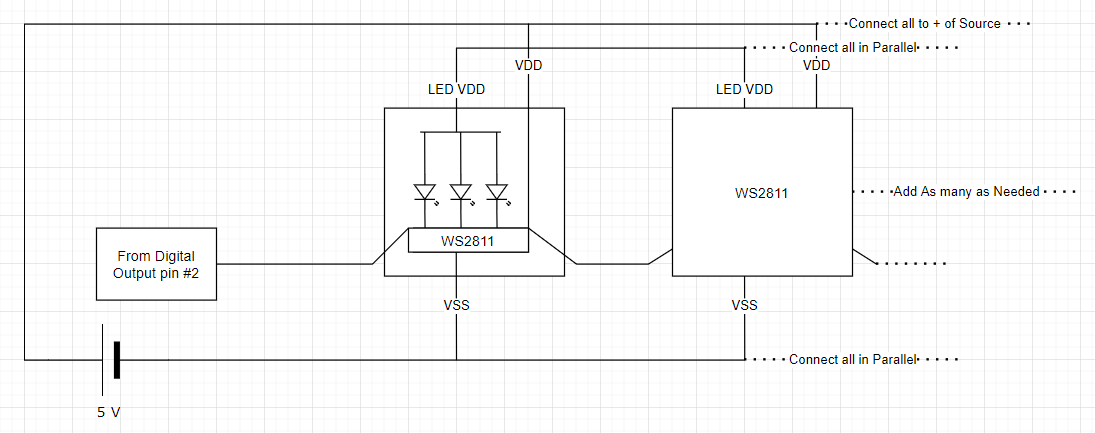 Connect all to + of Source
Connect all in Parallel
VDD
VDD
LED VDD
LED VDD
WS2811
Add As many as Needed
WS2811
From Digital
Output pin #2
VSS
VSS
Connect all in Parallel
5 V